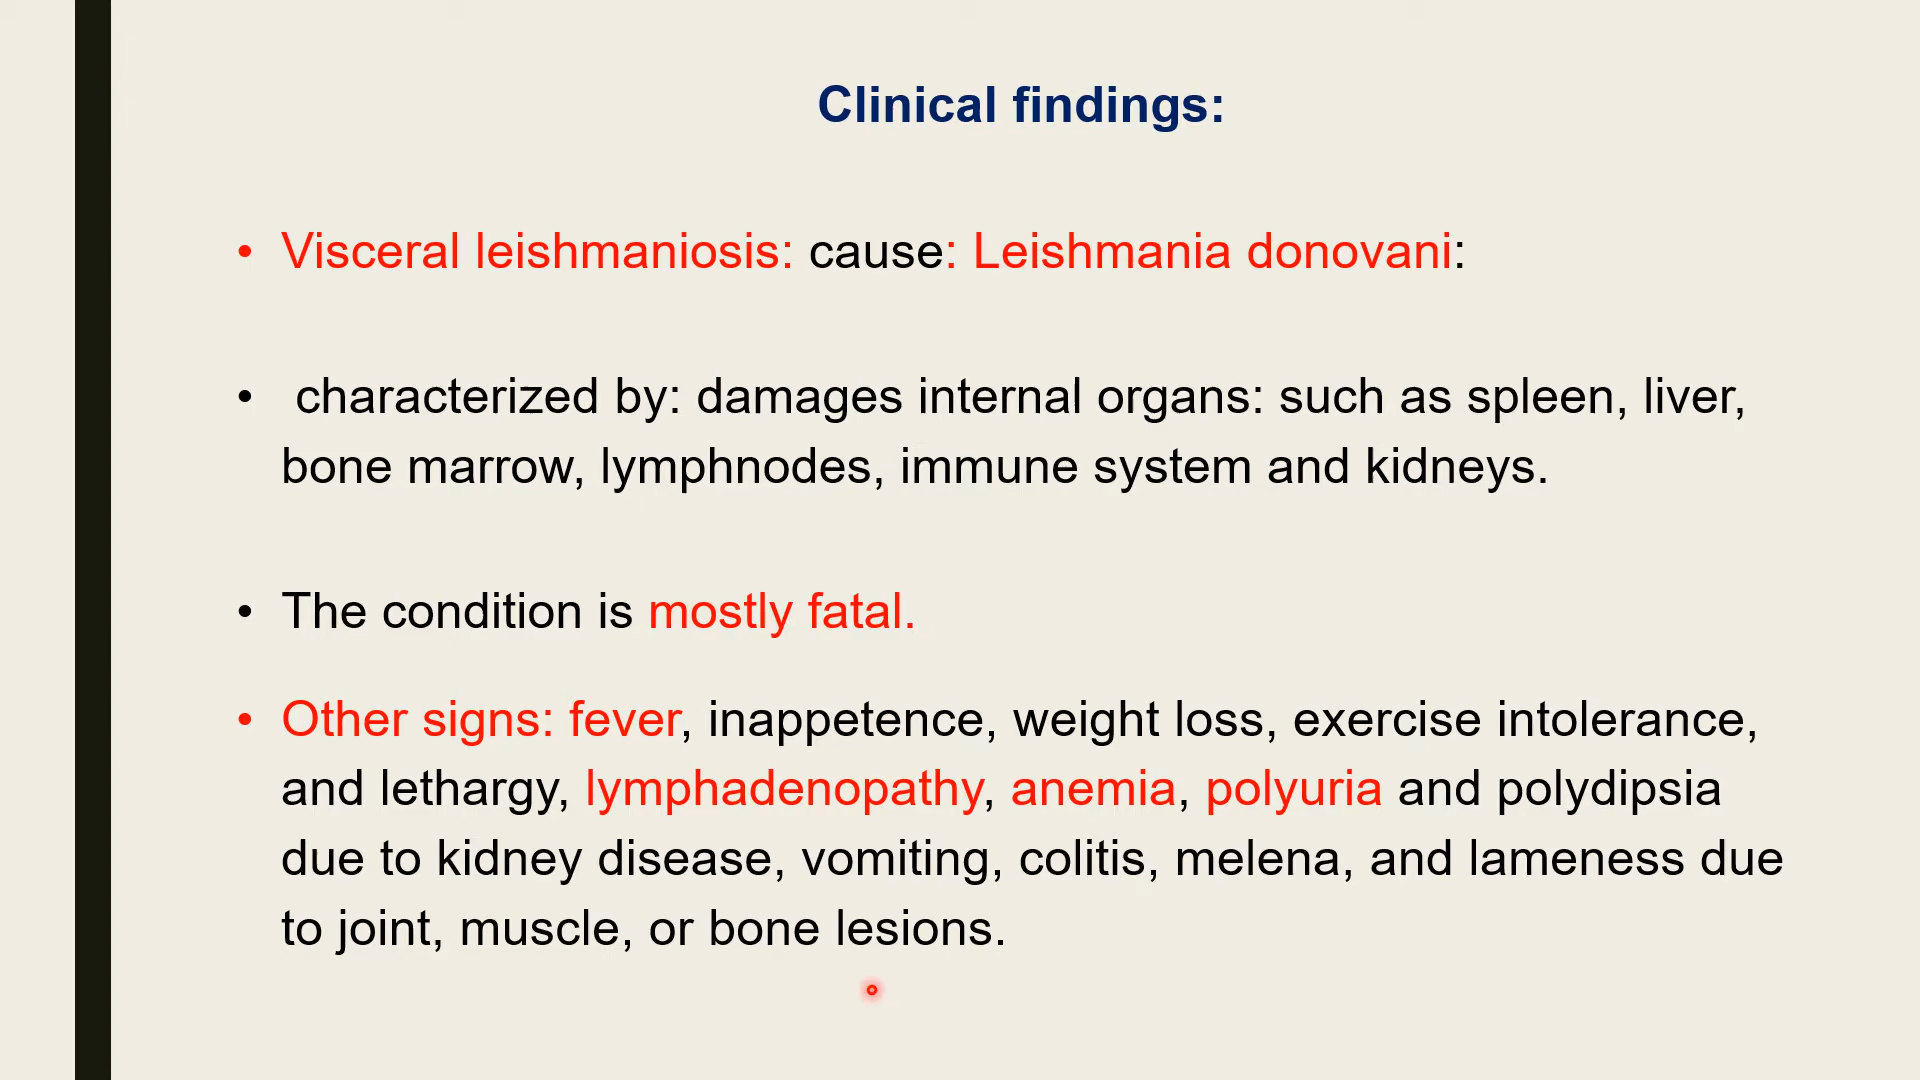 Clinical findings:
• Visceral leishmaniosis: cause: Leishmania donovani:
• characterized by: damages internal organs: such as spleen, liver,
bone marrow, lymphnodes, immune system and kidneys.
• The condition is mostly fatal.
• Other signs: fever, inappetence, weight loss, exercise intolerance,
and lethargy, lymphadenopathy, anemia, polyuria and polydipsia
due to kidney disease, vomiting, colitis, melena, and lameness due
to joint, muscle, or bone lesions.